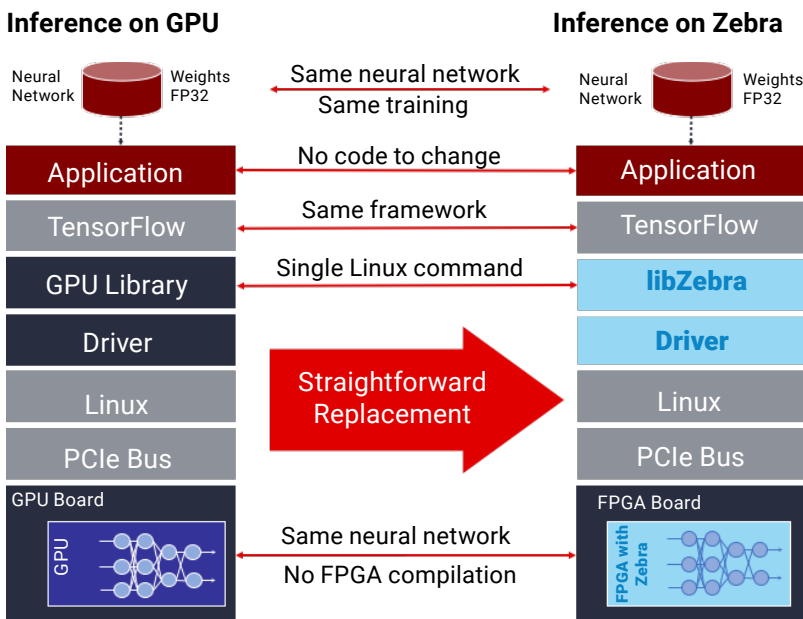 Inference on GPU
Inference on Zebra
Neural
Network
Weights
FP32
Same neural network
Same training
Neural
Network
Weights
FP32
Application
No code to change
Application
TensorFlow
Same framework
TensorFlow
GPU Library
Single Linux command
libZebra
Driver
Driver
Straightforward
Replacement
Linux
Linux
PCIe Bus
PCIe Bus
GPU Board
GPU
Same neural network
No FPGA compilation
FPGA Board
FPGA with
Zebra